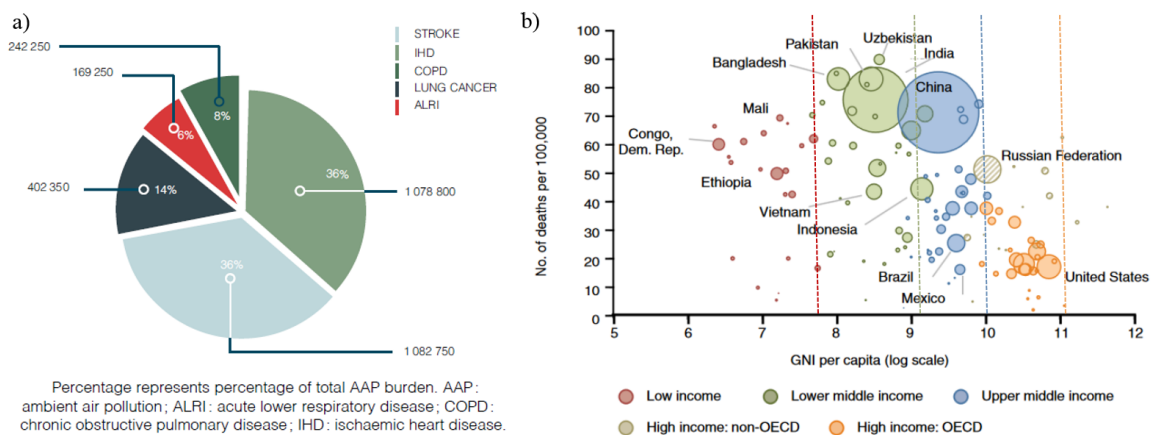 a)
242 250
169 250
402 350
8%
6%
14%
36%
36%
1 078 800
1 082 750
STROKE
IHD
COPD
LUNG CANCER
ALRI
Percentage represents percentage of total AAP burden. AAP:
ambient air pollution; ALRI: acute lower respiratory disease; COPD:
chronic obstructive pulmonary disease; IHD: ischaemic heart disease.
b)
No. of deaths per 100,000
100
90
80
70
60
50
40
30
20
10
0
Pakistan
Uzbekistan
India
Bangladesh
China
Mali
Congo,
Dem. Rep.
Russian Federation
Ethiopia
Vietnam
Indonesia
Brazil
Mexico
United States
5 6 7 8 9 10 11 12
GNI per capita (log scale)
Low income
Lower middle income
Upper middle income
High income: non-OECD
High income: OECD